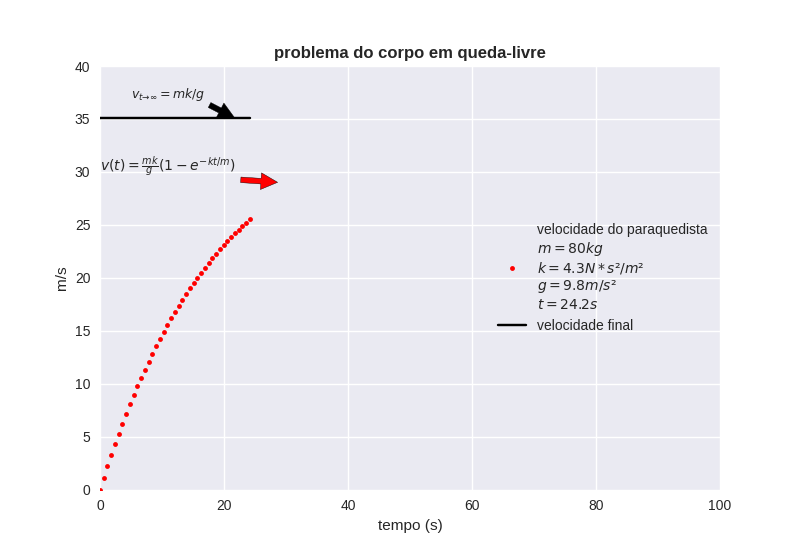 problema do corpo em queda-livre
40
35
30
25
20
15
10
5
0
m/s
v_{t→∞} = mk/g
v(t) = \frac{mk}{g}(1 − e^{−kt/m})
velocidade do paraquedista
m = 80kg
k = 4.3N * s²/m²
g = 9.8m/s²
t = 24.2s
velocidade final
0 20 40 60 80 100
tempo (s)